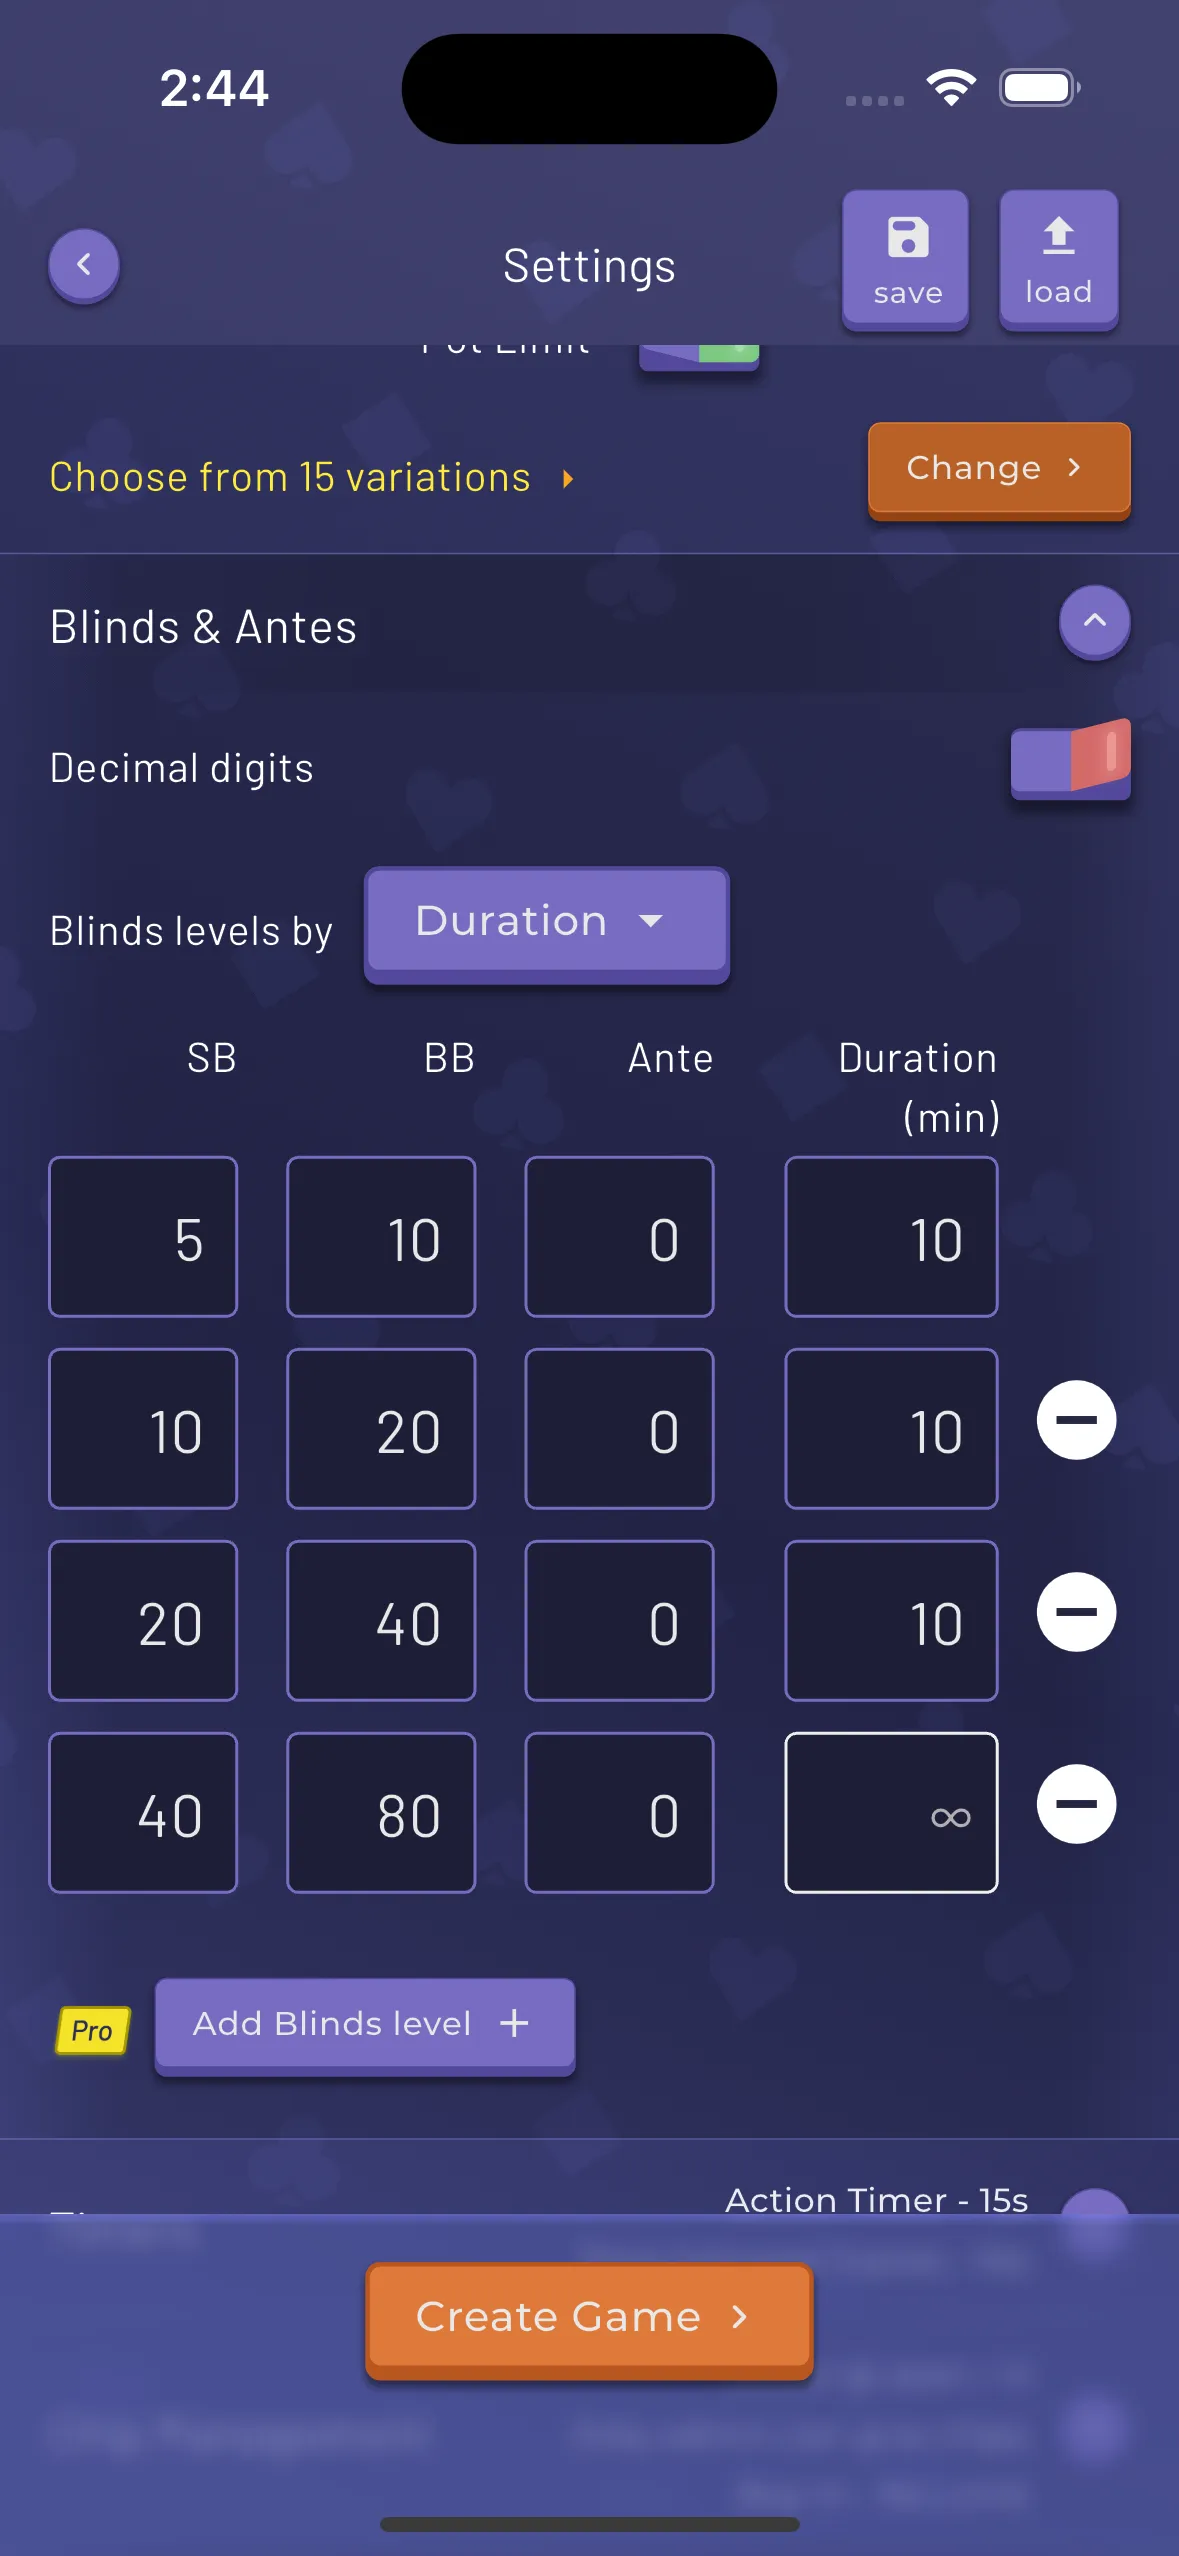 2:44
Settings
save
load
Pot Limit
Choose from 15 variations
Change
Blinds & Antes
Decimal digits
Blinds levels by
Duration
SB BB Ante Duration
(min)
5 10 0 10
10 20 0 10
20 40 0 10
40 80 0 ∞
Pro
Add Blinds level +
Action Timer - 15s
Create Game